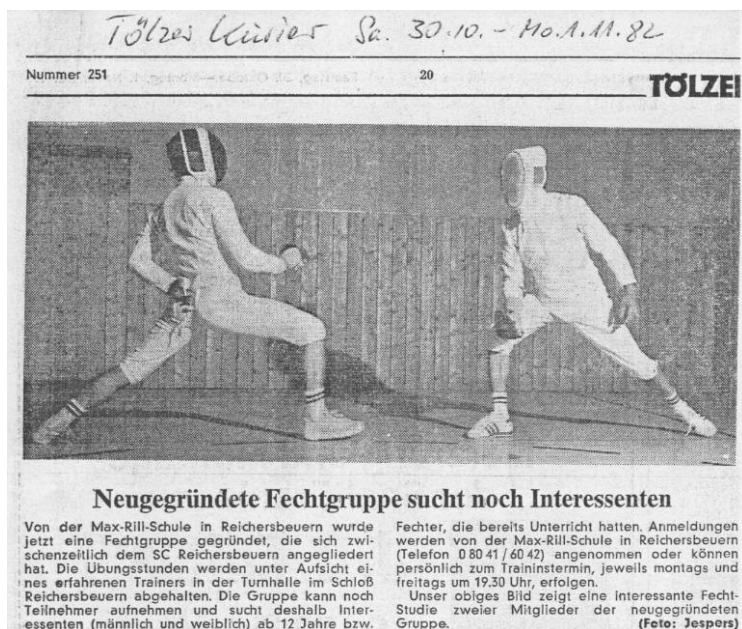 Tölzer Kurier Sa. 30.10. – Mo. 1.11.82
Nummer 251
20
TÖLZE
Neugegründete Fechtgruppe sucht noch Interessenten
Von der Max-Rill-Schule in Reichersbeuern wurde
jetzt eine Fechtgruppe gegründet, die sich zwi-
schenzeitlich dem SC Reichersbeuern angegliedert
hat. Die Übungsstunden werden unter Aufsicht ei-
nes erfahrenen Trainers in der Turnhalle im Schloß
Reichersbeuern abgehalten. Die Gruppe kann noch
Teilnehmer aufnehmen und sucht deshalb Inter-
essenten (männlich und weiblich) ab 12 Jahre bzw.
Fechter, die bereits Unterricht hatten. Anmeldungen
werden von der Max-Rill-Schule in Reichersbeuern
(Telefon 0 80 41 / 60 42) angenommen oder können
persönlich zum Traininstermin, jeweils montags und
freitags um 19.30 Uhr, erfolgen.
Unser obiges Bild zeigt eine interessante Fecht-
Studie zweier Mitglieder der neugegründeten
Gruppe. (Foto: Jespers)